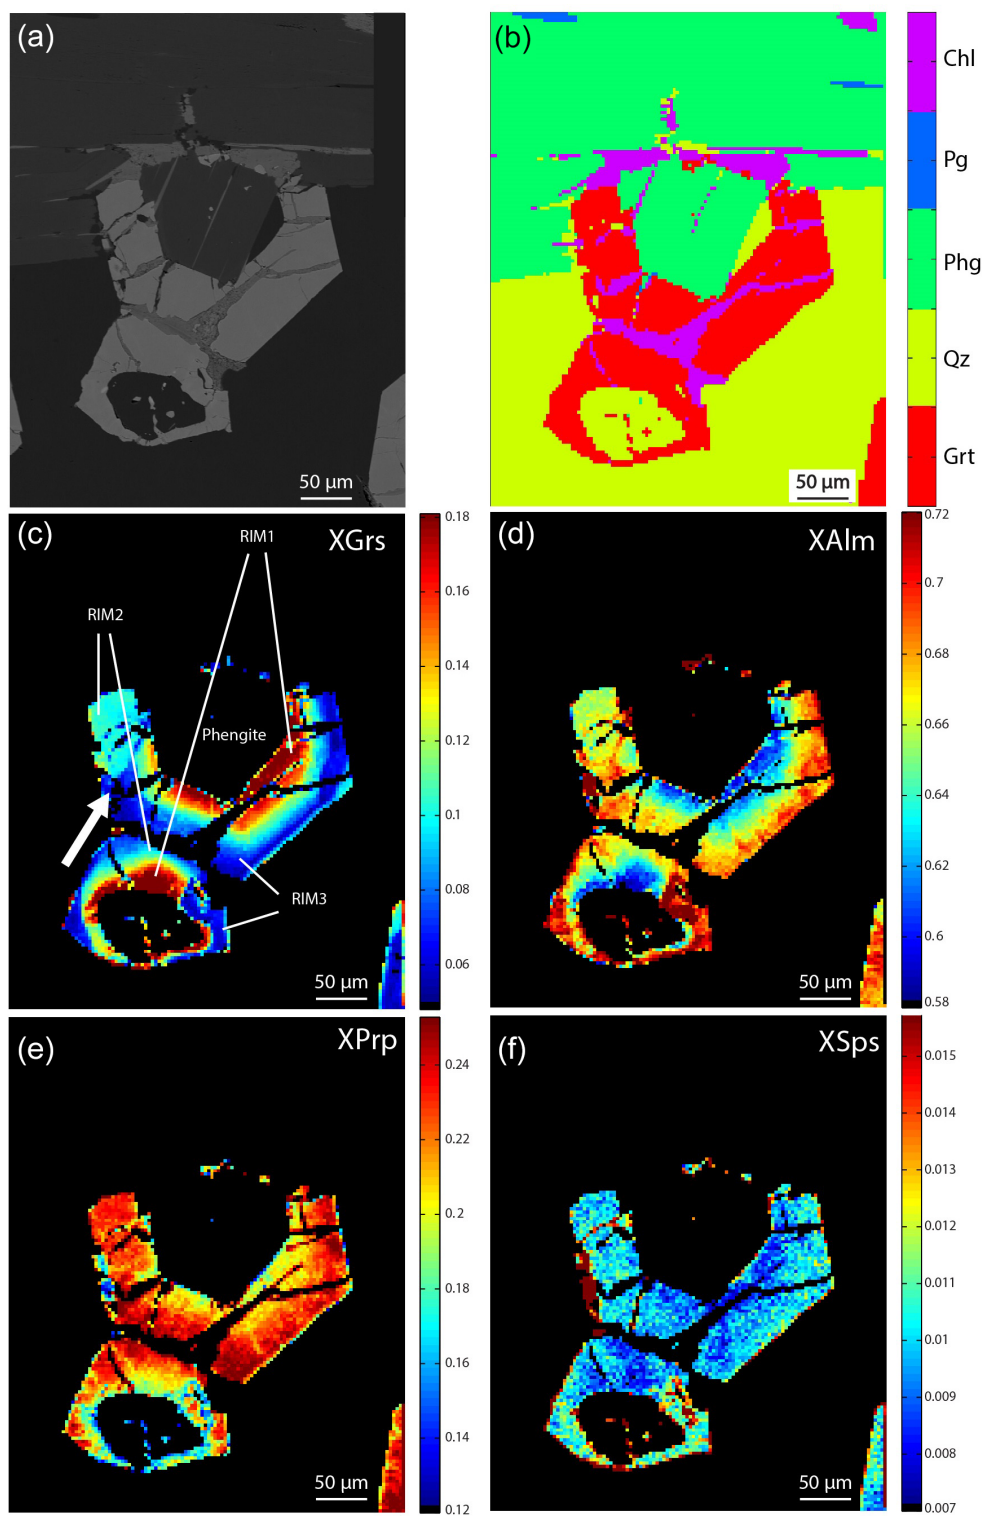 (a)
50 µm
(b)
50 µm
Chl
Pg
Phg
Qz
Grt
(c)
XGrs
RIM1
RIM2
Phengite
RIM3
50 µm
0.18
0.16
0.14
0.12
0.1
0.08
0.06
(d)
XAlm
50 µm
0.72
0.7
0.68
0.66
0.64
0.62
0.6
0.58
(e)
XPrp
50 µm
0.24
0.22
0.2
0.18
0.16
0.14
0.12
(f)
XSps
50 µm
0.015
0.014
0.013
0.012
0.011
0.01
0.009
0.008
0.007